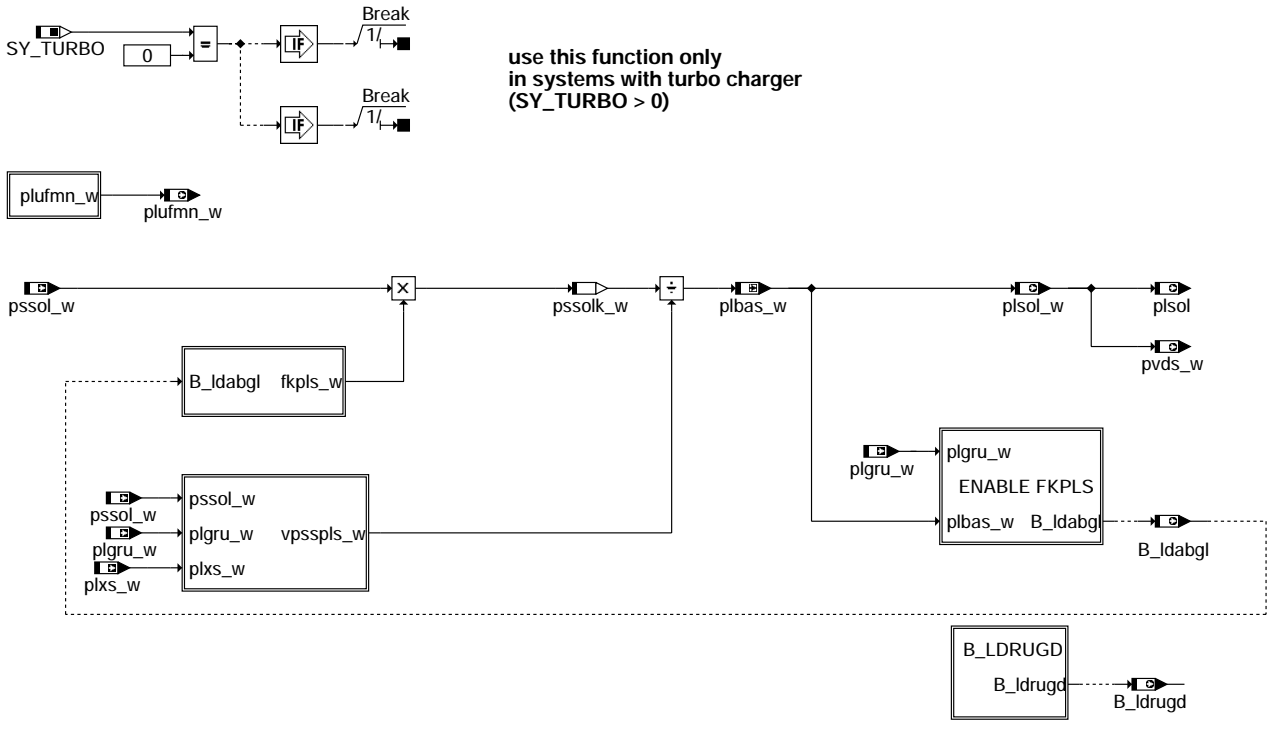 Break
1/
SY_TURBO
0
=
IF
use this function only
in systems with turbo charger
(SY_TURBO > 0)
Break
1/
IF
plufmn_w
plufmn_w
pssol_w
pssolk_w
plbas_w
plsol_w
plsol
pvds_w
B_ldabgl
fkpls_w
plgru_w
plgru_w
ENABLE FKPLS
plbas_w
B_ldabgl
B_ldabgl
pssol_w
pssol_w
plgru_w
plgru_w
vpsspls_w
plxs_w
plxs_w
B_LDRUGD
B_ldrugd
B_ldrugd